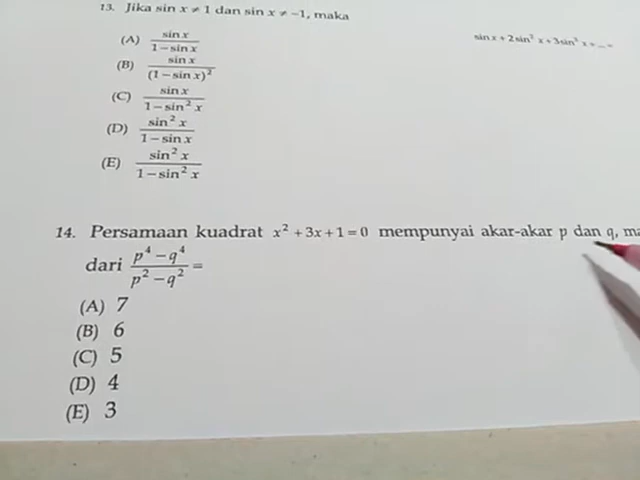 13. Jika sin x ≠ 1 dan sin x ≠ −1, maka sin x + 2sin² x + 3sin³ x + ... =
(A) sin x / (1 − sin x)
(B) sin x / (1 − sin x)²
(C) sin x / (1 − sin² x)
(D) sin² x / (1 − sin x)
(E) sin² x / (1 − sin² x)
14. Persamaan kuadrat x² + 3x + 1 = 0 mempunyai akar-akar p dan q,
dari (p⁴ − q⁴) / (p² − q²) =
(A) 7
(B) 6
(C) 5
(D) 4
(E) 3